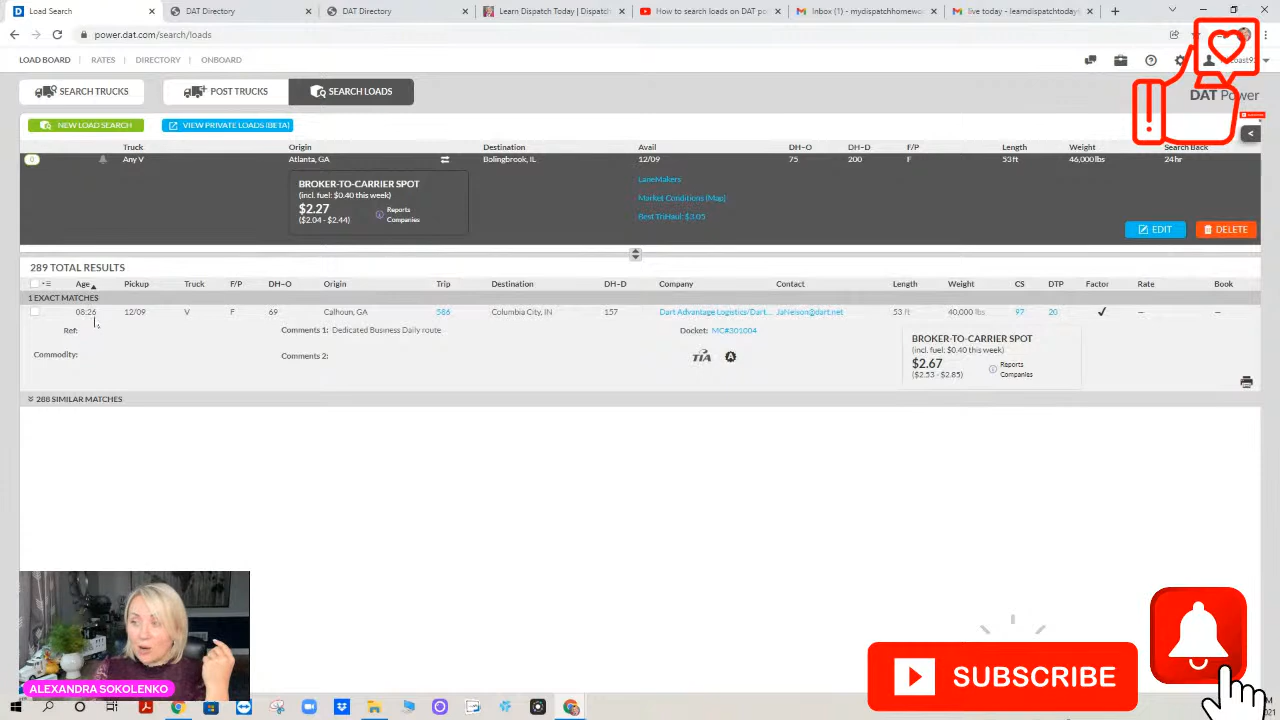 Load Search
DAT Directory
DAT Directory
Learn Dispatch Today | Dispatch
How to search loads on DAT po
Inbox (1) - mydispatchhomework
live today - learndispatchtoday
power.dat.com/search/loads
LOAD BOARD RATES DIRECTORY ONBOARD
SEARCH TRUCKS POST TRUCKS SEARCH LOADS
DAT Power
NEW LOAD SEARCH VIEW PRIVATE LOADS (BETA)
Truck Origin Destination Avail DH–O DH–D F/P Length Weight Search Back
0 Any V Atlanta, GA Bolingbrook, IL 12/09 75 200 F 53 ft 46,000 lbs 24 hr
BROKER-TO-CARRIER SPOT
(incl. fuel: $0.40 this week)
$2.27
($2.04 - $2.44)
Reports
Companies
LaneMakers
Market Conditions (Map)
Best TriHaul: $3.05
EDIT DELETE
289 TOTAL RESULTS
Age Pickup Truck F/P DH–O Origin Trip Destination DH–D Company Contact Length Weight CS DTP Factor Rate Book
1 EXACT MATCHES
08:26 12/09 V F 69 Calhoun, GA 586 Columbia City, IN 157 Dart Advantage Logistics/Dart... JaNelson@dart.net 53 ft 40,000 lbs 97 20 ✓ – –
Ref: Comments 1: Dedicated Business Daily route Docket: MC#301004
Commodity: Comments 2: TIA A
BROKER-TO-CARRIER SPOT
(incl. fuel: $0.40 this week)
$2.67
($2.53 - $2.85)
Reports
Companies
288 SIMILAR MATCHES
ALEXANDRA SOKOLENKO
SUBSCRIBE